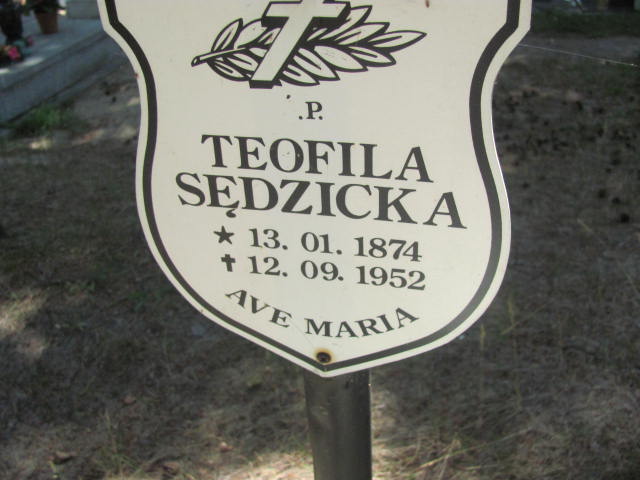 .P.
TEOFILA
SĘDZICKA
★ 13. 01. 1874
✝ 12. 09. 1952
AVE MARIA